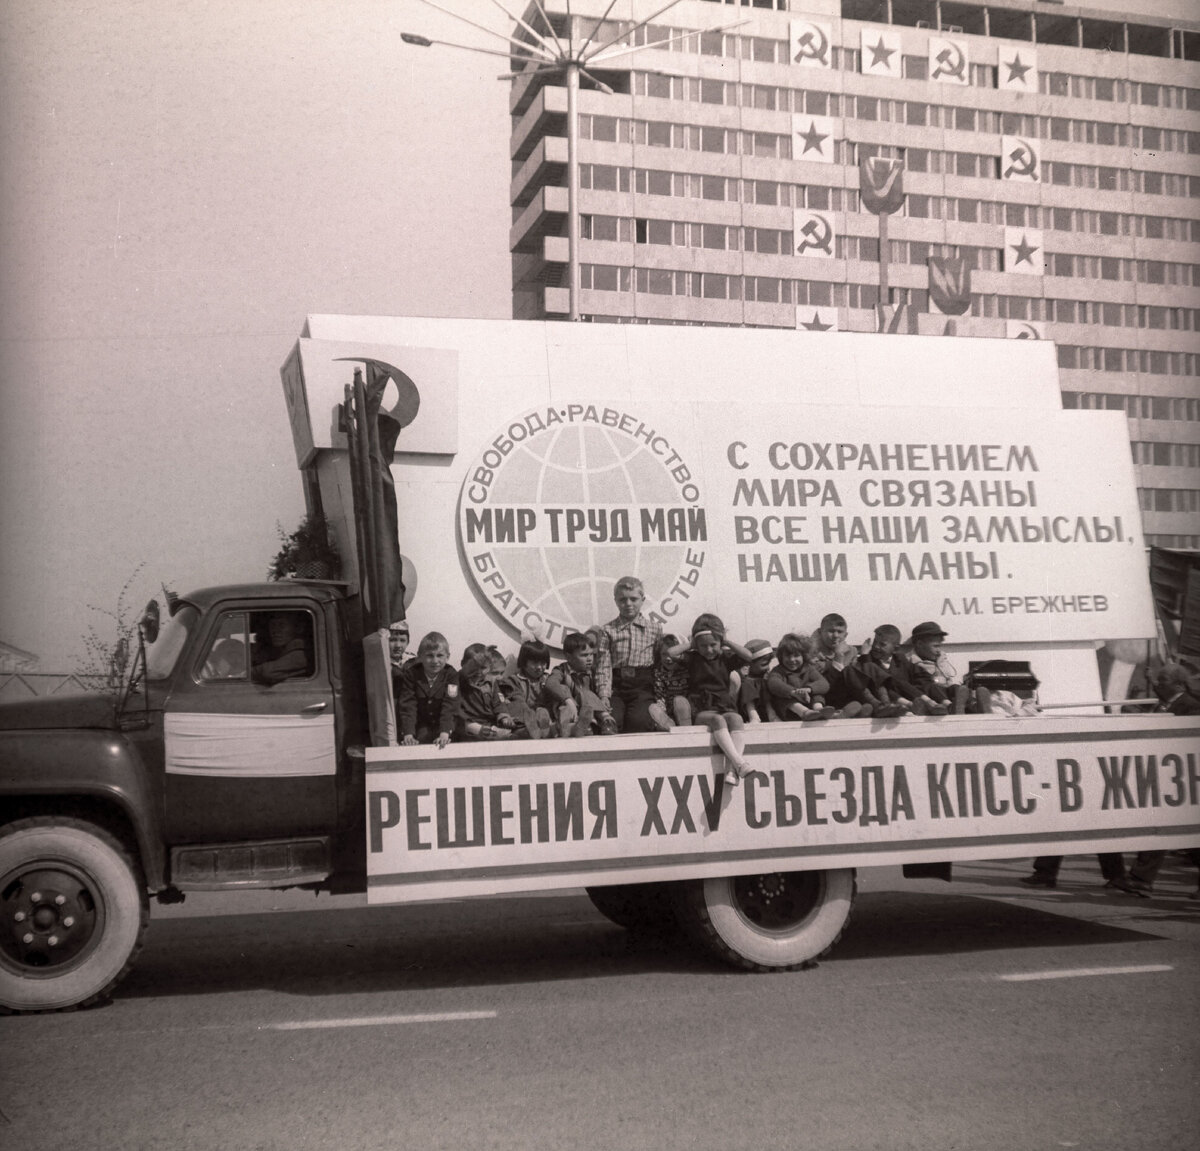 СВОБОДА·РАВЕНСТВО
МИР ТРУД МАЙ
С СОХРАНЕНИЕМ
МИРА СВЯЗАНЫ
ВСЕ НАШИ ЗАМЫСЛЫ,
НАШИ ПЛАНЫ.
Л.И. БРЕЖНЕВ
РЕШЕНИЯ XXV СЪЕЗДА КПСС-В ЖИЗН